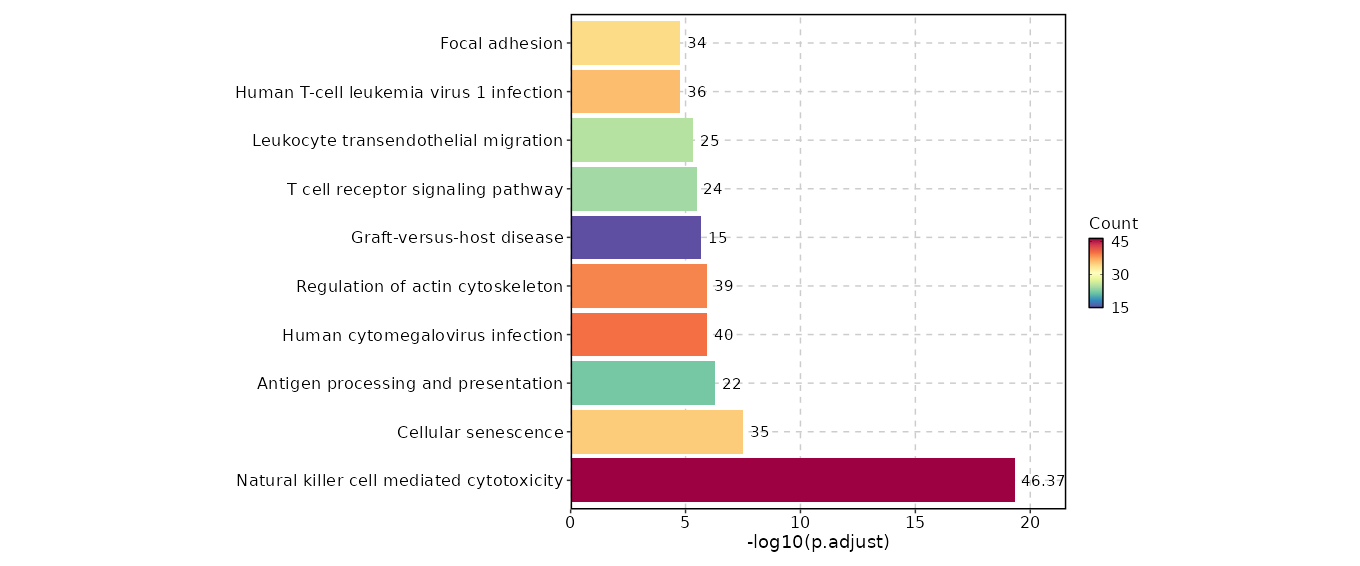 Focal adhesion
34
Human T-cell leukemia virus 1 infection
36
Leukocyte transendothelial migration
25
T cell receptor signaling pathway
24
Graft-versus-host disease
15
Regulation of actin cytoskeleton
39
Human cytomegalovirus infection
40
Antigen processing and presentation
22
Cellular senescence
35
Natural killer cell mediated cytotoxicity
46.37
0 5 10 15 20
-log10(p.adjust)
Count
45
30
15